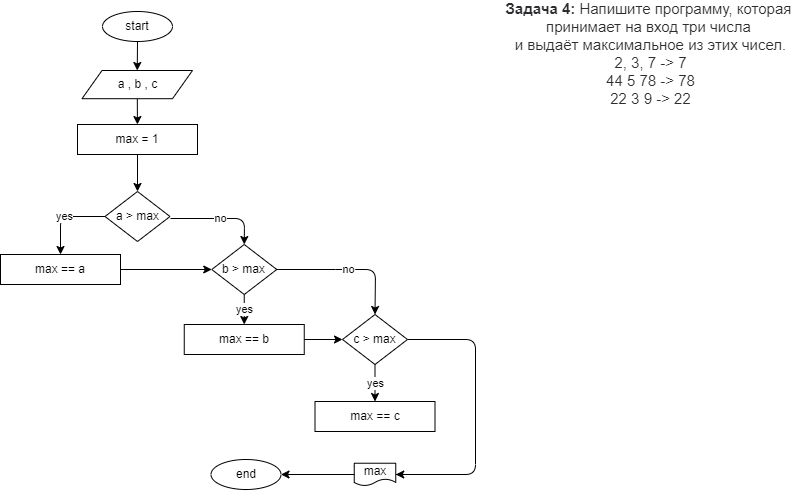 start
a , b , c
max = 1
a > max
yes
no
max == a
b > max
no
yes
max == b
c > max
yes
max == c
max
end
Задача 4: Напишите программу, которая
принимает на вход три числа
и выдаёт максимальное из этих чисел.
2, 3, 7 -> 7
44 5 78 -> 78
22 3 9 -> 22